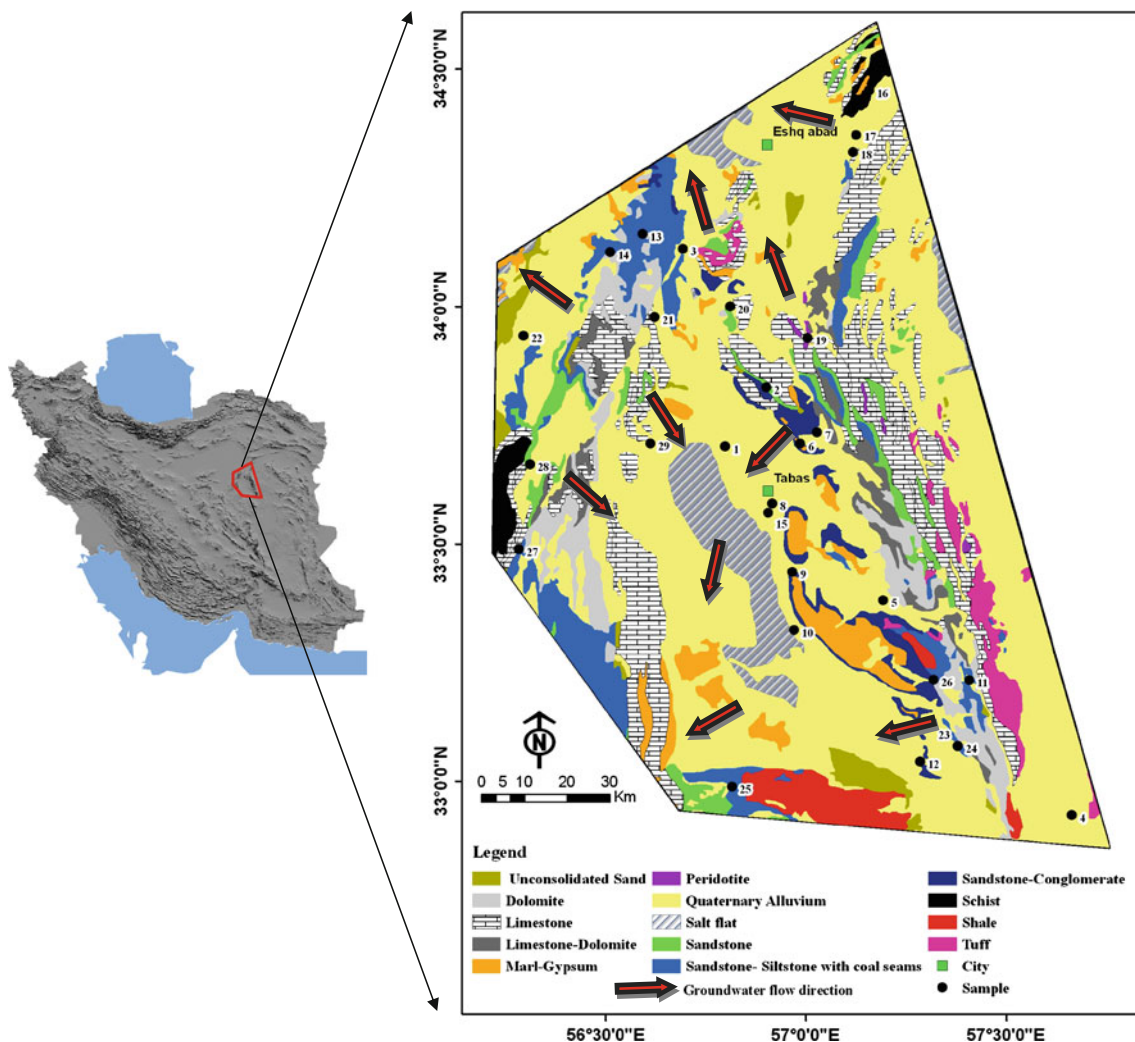 34°30'0"N
34°0'0"N
33°30'0"N
33°0'0"N
16
Eshq abad
17
18
13
3
14
20
21
22
19
2
7
6
1
29
28
Tabas
8
15
27
9
5
10
26
11
23
24
12
25
4
N
0 5 10 20 30
Km
Legend
Unconsolidated Sand
Dolomite
Limestone
Limestone-Dolomite
Marl-Gypsum
Peridotite
Quaternary Alluvium
Salt flat
Sandstone
Sandstone- Siltstone with coal seams
Groundwater flow direction
Sandstone-Conglomerate
Schist
Shale
Tuff
City
Sample
56°30'0"E 57°0'0"E 57°30'0"E